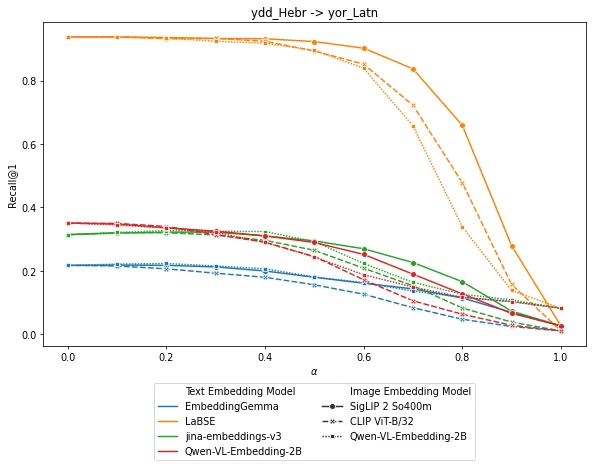 ydd_Hebr -> yor_Latn
Recall@1
0.8
0.6
0.4
0.2
0.0
0.0 0.2 0.4 0.6 0.8 1.0
α
Text Embedding Model
EmbeddingGemma
LaBSE
jina-embeddings-v3
Qwen-VL-Embedding-2B
Image Embedding Model
SigLIP 2 So400m
CLIP ViT-B/32
Qwen-VL-Embedding-2B